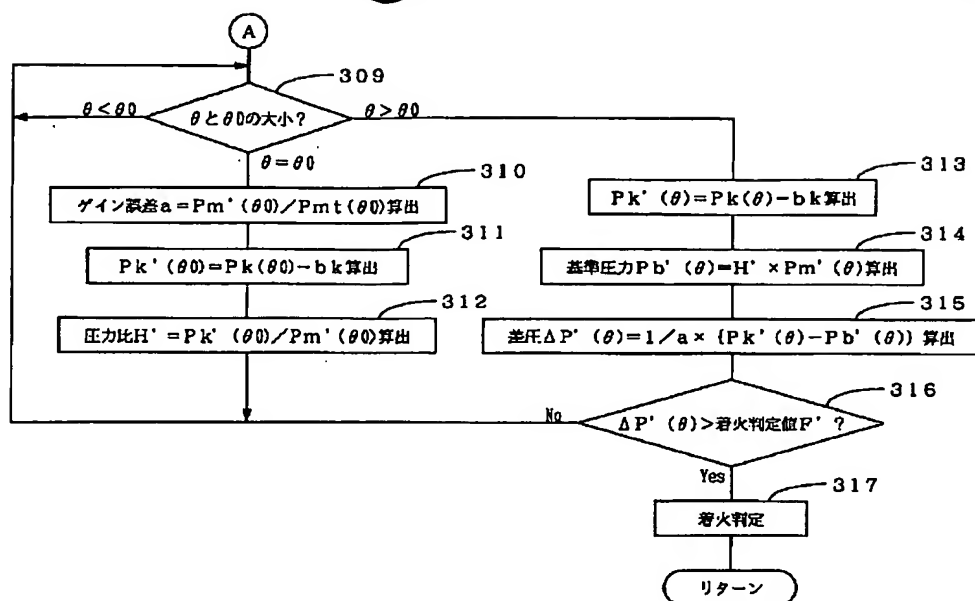 A
309
θ<θ0
θとθ0の大小?
θ>θ0
θ=θ0
310
ゲイン誤差a=Pm'(θ0)/Pmt(θ0)算出
311
Pk'(θ0)=Pk(θ0)-bk算出
312
圧力比H'=Pk'(θ0)/Pm'(θ0)算出
313
Pk'(θ)=Pk(θ)-bk算出
314
基準圧力Pb'(θ)=H'×Pm'(θ)算出
315
差圧ΔP'(θ)=1/a×{Pk'(θ)-Pb'(θ)}算出
316
No
ΔP'(θ)>着火判定値F'?
Yes
317
着火判定
リターン